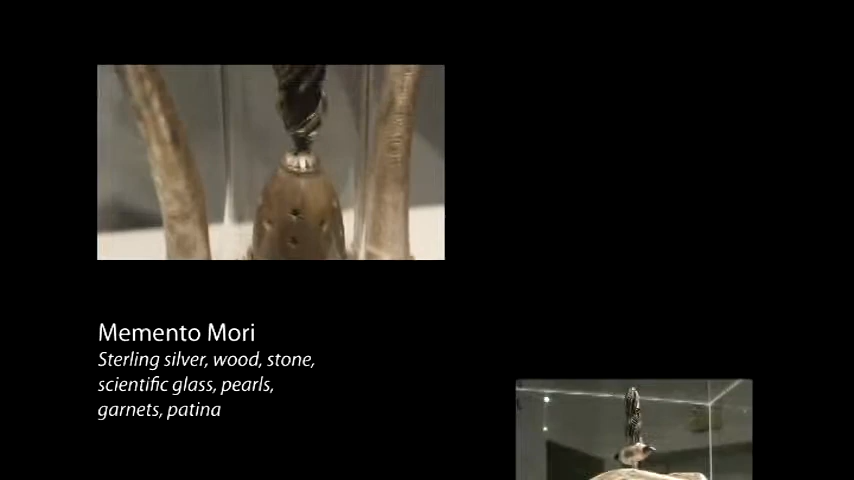 Memento Mori
Sterling silver, wood, stone,
scientific glass, pearls,
garnets, patina